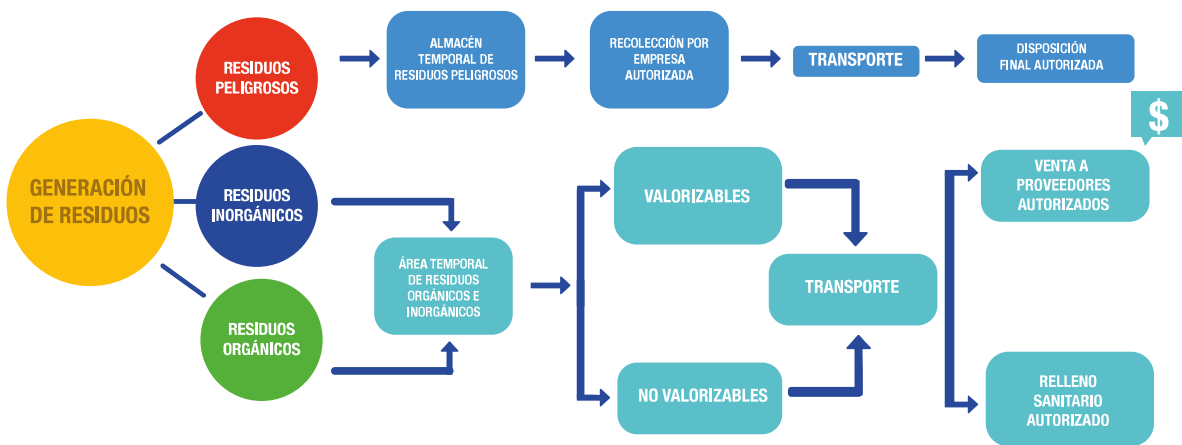 GENERACIÓN
DE RESIDUOS
RESIDUOS
PELIGROSOS
ALMACÉN
TEMPORAL DE
RESIDUOS PELIGROSOS
RECOLECCIÓN POR
EMPRESA
AUTORIZADA
TRANSPORTE
DISPOSICIÓN
FINAL AUTORIZADA
$
RESIDUOS
INORGÁNICOS
RESIDUOS
ORGÁNICOS
ÁREA TEMPORAL
DE RESIDUOS
ORGÁNICOS E
INORGÁNICOS
VALORIZABLES
NO VALORIZABLES
TRANSPORTE
VENTA A
PROVEEDORES
AUTORIZADOS
RELLENO
SANITARIO
AUTORIZADO